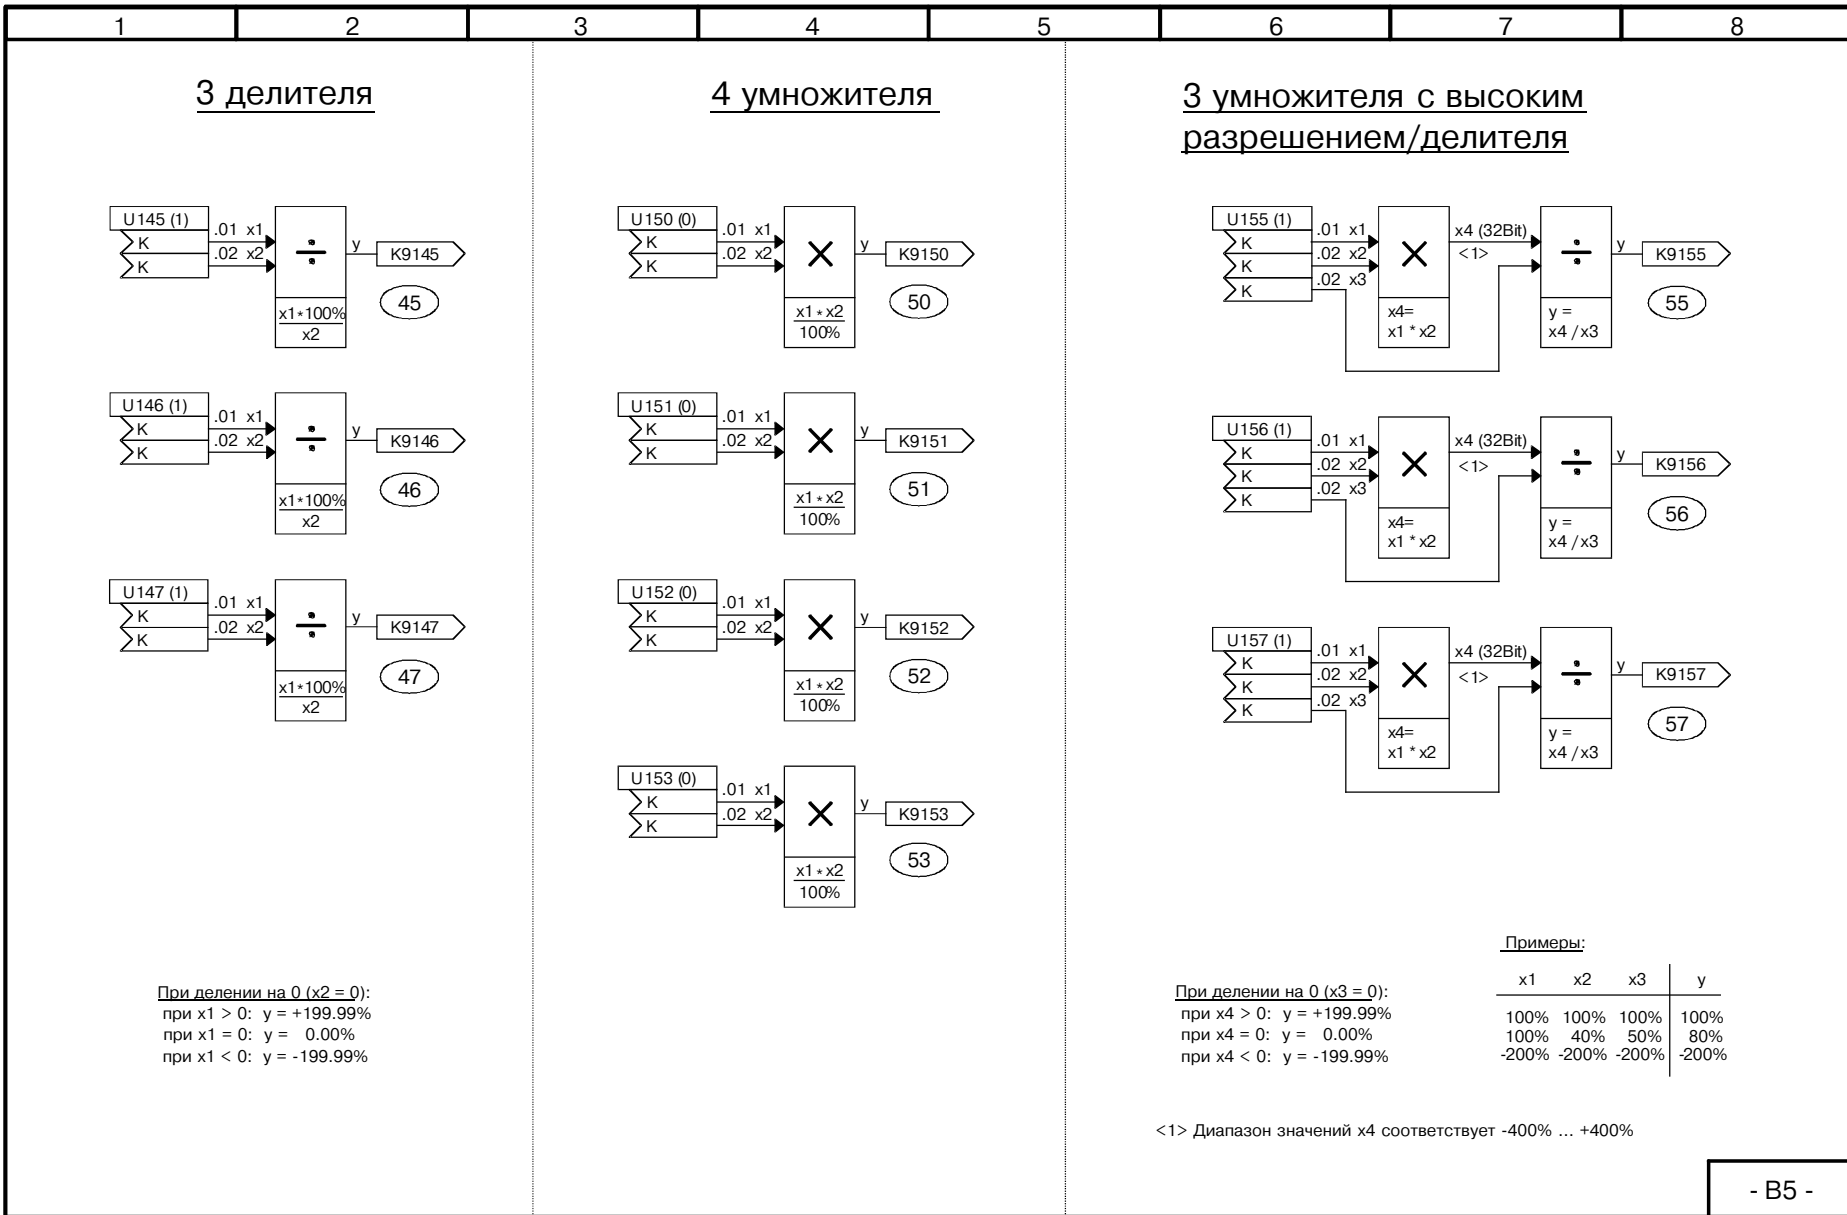 1 2 3 4 5 6 7 8
3 делителя
U145 (1)
.01 x1
K
.02 x2
K
y
K9145
45
x1*100%
x2
U146 (1)
.01 x1
K
.02 x2
K
y
K9146
46
x1*100%
x2
U147 (1)
.01 x1
K
.02 x2
K
y
K9147
47
x1*100%
x2
При делении на 0 (x2 = 0):
при x1 > 0: y = +199.99%
при x1 = 0: y = 0.00%
при x1 < 0: y = -199.99%
4 умножителя
U150 (0)
.01 x1
K
.02 x2
K
y
K9150
50
x1*x2
100%
U151 (0)
.01 x1
K
.02 x2
K
y
K9151
51
x1*x2
100%
U152 (0)
.01 x1
K
.02 x2
K
y
K9152
52
x1*x2
100%
U153 (0)
.01 x1
K
.02 x2
K
y
K9153
53
x1*x2
100%
3 умножителя с высоким
разрешением/делителя
U155 (1)
.01 x1
K
.02 x2
K
.02 x3
K
x4 (32Bit)
<1>
y
K9155
55
x4=
x1 * x2
y =
x4 / x3
U156 (1)
.01 x1
K
.02 x2
K
.02 x3
K
x4 (32Bit)
<1>
y
K9156
56
x4=
x1 * x2
y =
x4 / x3
U157 (1)
.01 x1
K
.02 x2
K
.02 x3
K
x4 (32Bit)
<1>
y
K9157
57
x4=
x1 * x2
y =
x4 / x3
При делении на 0 (x3 = 0):
при x4 > 0: y = +199.99%
при x4 = 0: y = 0.00%
при x4 < 0: y = -199.99%
Примеры:
x1 x2 x3 y
100% 100% 100% 100%
100% 40% 50% 80%
-200% -200% -200% -200%
<1> Диапазон значений x4 соответствует -400% ... +400%
- B5 -